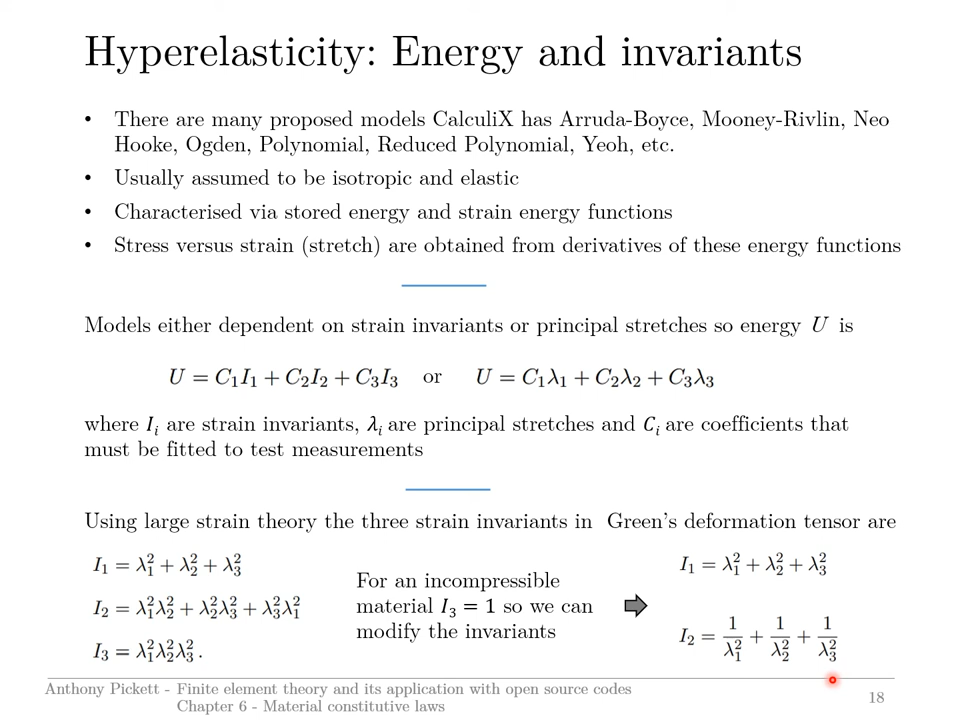 Hyperelasticity: Energy and invariants
• There are many proposed models CalculiX has Arruda-Boyce, Mooney-Rivlin, Neo
Hooke, Ogden, Polynomial, Reduced Polynomial, Yeoh, etc.
• Usually assumed to be isotropic and elastic
• Characterised via stored energy and strain energy functions
• Stress versus strain (stretch) are obtained from derivatives of these energy functions
Models either dependent on strain invariants or principal stretches so energy U is
U = C₁I₁ + C₂I₂ + C₃I₃ or U = C₁λ₁ + C₂λ₂ + C₃λ₃
where Iᵢ are strain invariants, λᵢ are principal stretches and Cᵢ are coefficients that
must be fitted to test measurements
Using large strain theory the three strain invariants in Green's deformation tensor are
I₁ = λ₁² + λ₂² + λ₃²
I₂ = λ₁²λ₂² + λ₂²λ₃² + λ₃²λ₁²
I₃ = λ₁²λ₂²λ₃² .
For an incompressible
material I₃ = 1 so we can
modify the invariants
I₁ = λ₁² + λ₂² + λ₃²
I₂ = 1/λ₁² + 1/λ₂² + 1/λ₃²
Anthony Pickett - Finite element theory and its application with open source codes
Chapter 6 - Material constitutive laws
18